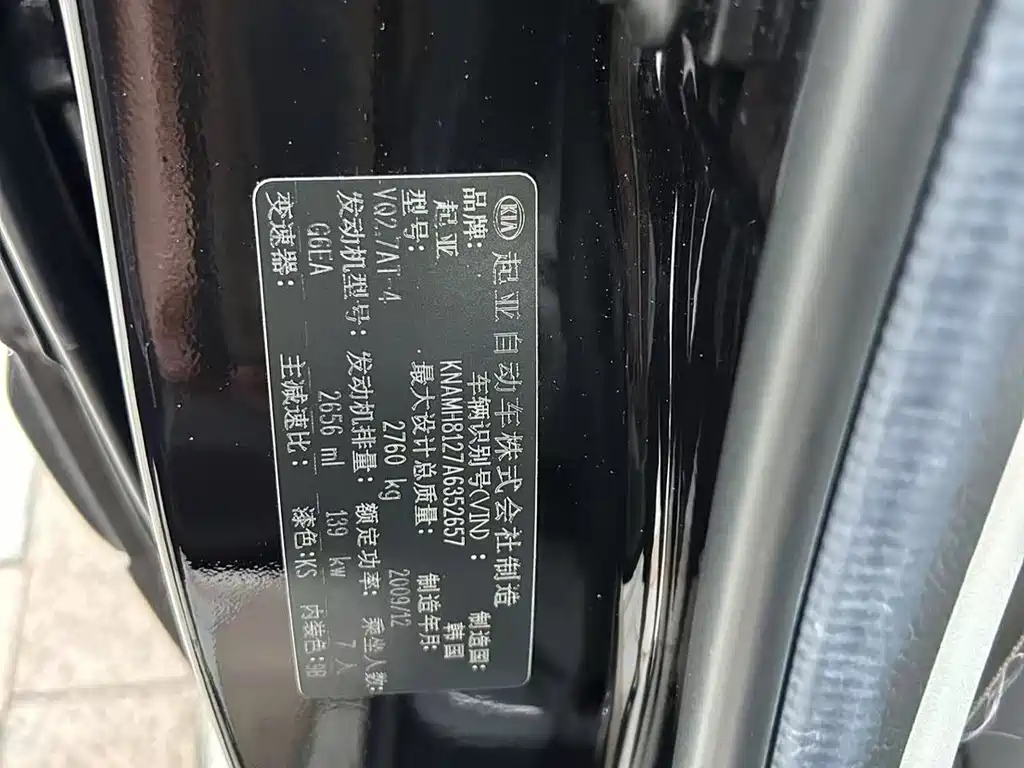 KIA 起亚自动车株式会社制造
品牌: 车辆识别号(VIN): 制造国:
起亚 KNAMH8127A6352657 韩国
型号: 最大设计总质量: 制造年月:
VQ2.7AT-4 2760 kg 2009/12
发动机型号: 发动机排量: 额定功率: 乘坐人数:
G6EA 2656 ml 139 kw 7 人
变速器: 主减速比: 漆色:KS 内装色:9B